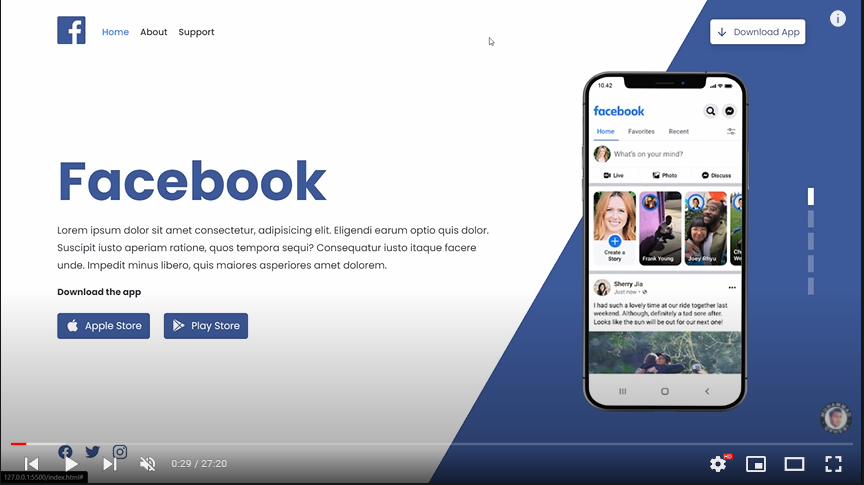 Home About Support
Download App
Facebook
Lorem ipsum dolor sit amet consectetur, adipisicing elit. Eligendi earum optio quis dolor.
Suscipit iusto aperiam ratione, quos tempora sequi? Consequatur iusto itaque facere
unde. Impedit minus libero, quis maiores asperiores amet dolorem.
Download the app
Apple Store
Play Store
10.42
facebook
Home Favorites Recent
What's on your mind?
Live Photo Discuss
Create a
Story
Frank Young
Joey Rhyu
Sherry Jia
Just now
I had such a lovely time at our ride together last
weekend. Although, definitely a tad sore after.
Looks like the sun will be out for our next one!
0:29 / 27:20
HD
127.0.0.1:5500/index.html#